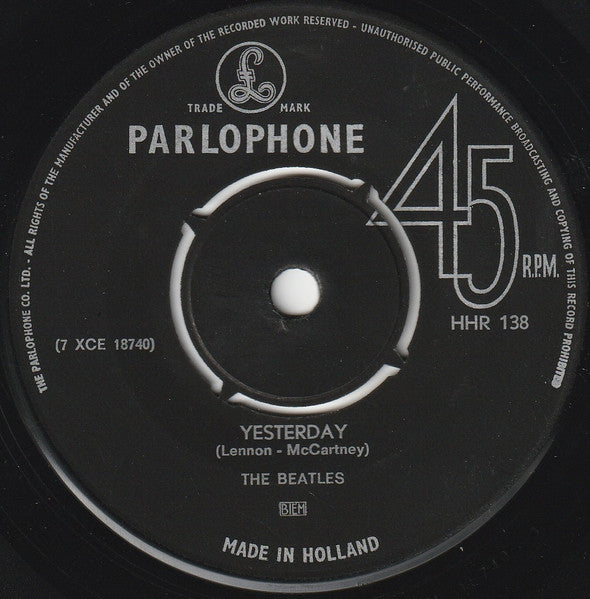 THE PARLOPHONE CO. LTD. - ALL RIGHTS OF THE MANUFACTURER AND OF THE OWNER OF THE RECORDED WORK RESERVED - UNAUTHORISED PUBLIC PERFORMANCE BROADCASTING AND COPYING OF THIS RECORD PROHIBITED
£
TRADE MARK
PARLOPHONE
45
R.P.M.
HHR 138
(7 XCE 18740)
YESTERDAY
(Lennon - McCartney)
THE BEATLES
BIEM
MADE IN HOLLAND